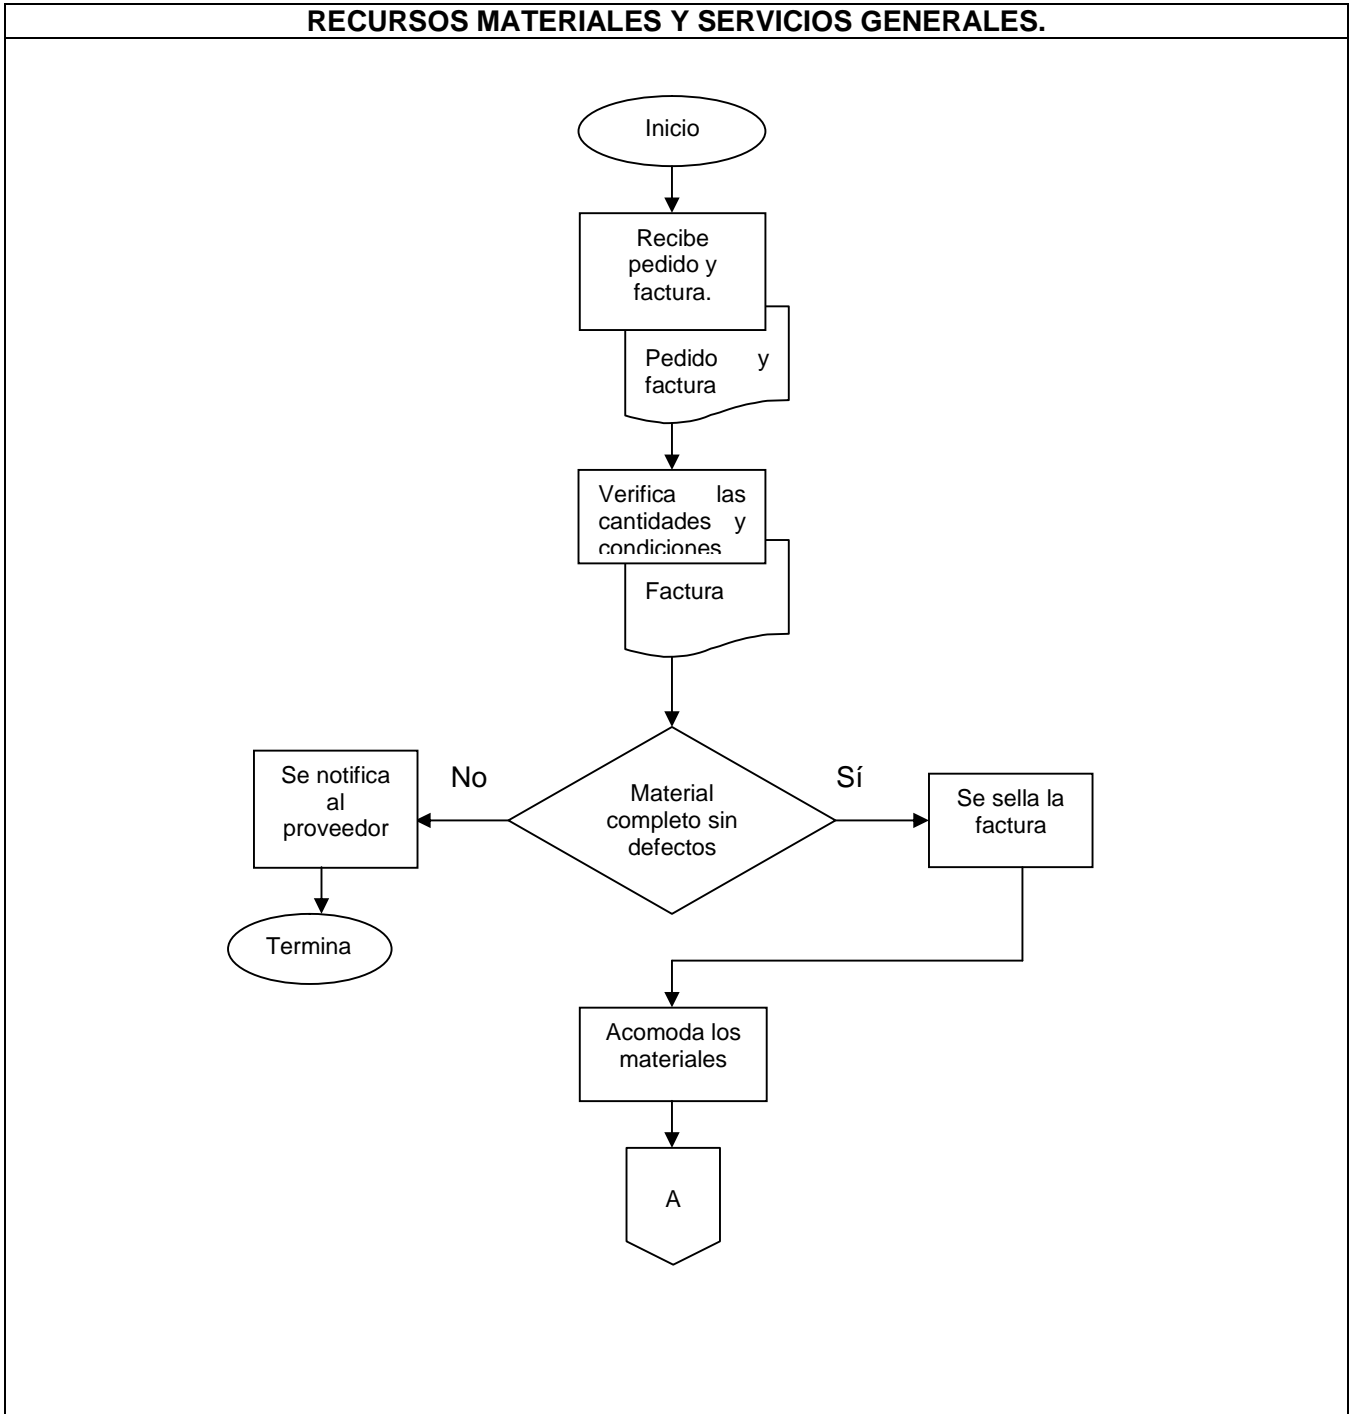 RECURSOS MATERIALES Y SERVICIOS GENERALES.
Inicio
Recibe
pedido y
factura.
Pedido y
factura
Verifica las
cantidades y
condiciones
Factura
Material
completo sin
defectos
No
Se notifica
al
proveedor
Termina
Sí
Se sella la
factura
Acomoda los
materiales
A